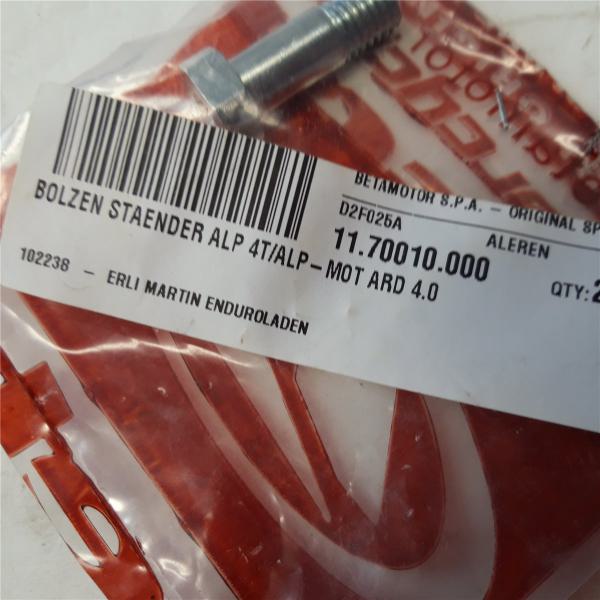 BETAMOTOR S.P.A. - ORIGINAL SP
D2F025A ALEREN
11.70010.000 QTY: 2
BOLZEN STAENDER ALP 4T/ALP-MOT ARD 4.0
102238 - ERLI MARTIN ENDUROLADEN